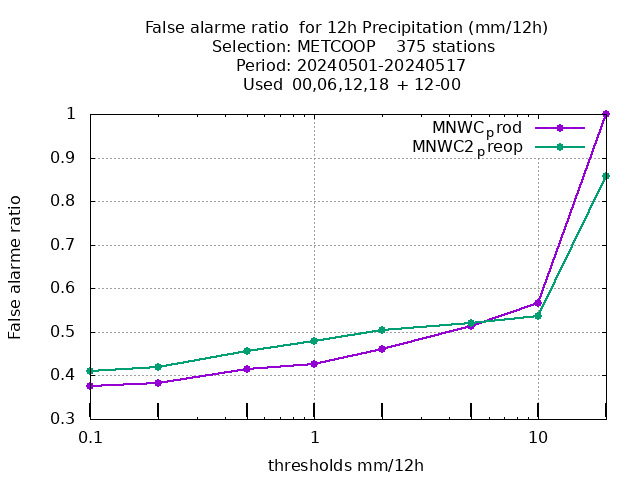 False alarme ratio  for 12h Precipitation (mm/12h)
Selection: METCOOP    375 stations
Period: 20240501-20240517
Used  00,06,12,18 + 12-00
MNWCprod
MNWC2preop
False alarme ratio
1
0.9
0.8
0.7
0.6
0.5
0.4
0.3
0.1
1
10
thresholds mm/12h